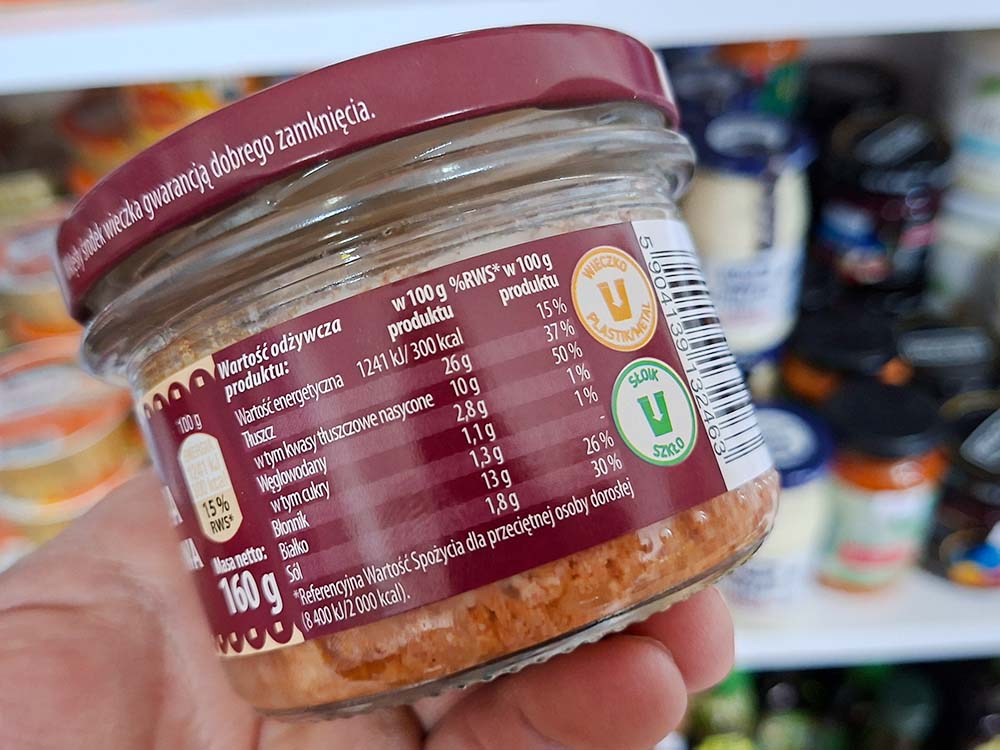 środek wieczka gwarancją dobrego zamknięcia.
Wartość odżywcza produktu: w 100 g produktu %RWS* w 100 g produktu
Wartość energetyczna 1241 kJ/ 300 kcal 15%
Tłuszcz 26 g 37%
w tym kwasy tłuszczowe nasycone 10 g 50%
Węglowodany 2,8 g 1%
w tym cukry 1,1 g 1%
Błonnik 1,3 g -
Białko 13 g 26%
Sól 1,8 g 30%
*Referencyjna Wartość Spożycia dla przeciętnej osoby dorosłej
(8 400 kJ/2 000 kcal).
100 g
15%
RWS*
Masa netto:
160 g
WIECZKO
PLASTIK/METAL
SŁOIK
SZKŁO
5 904139 132463